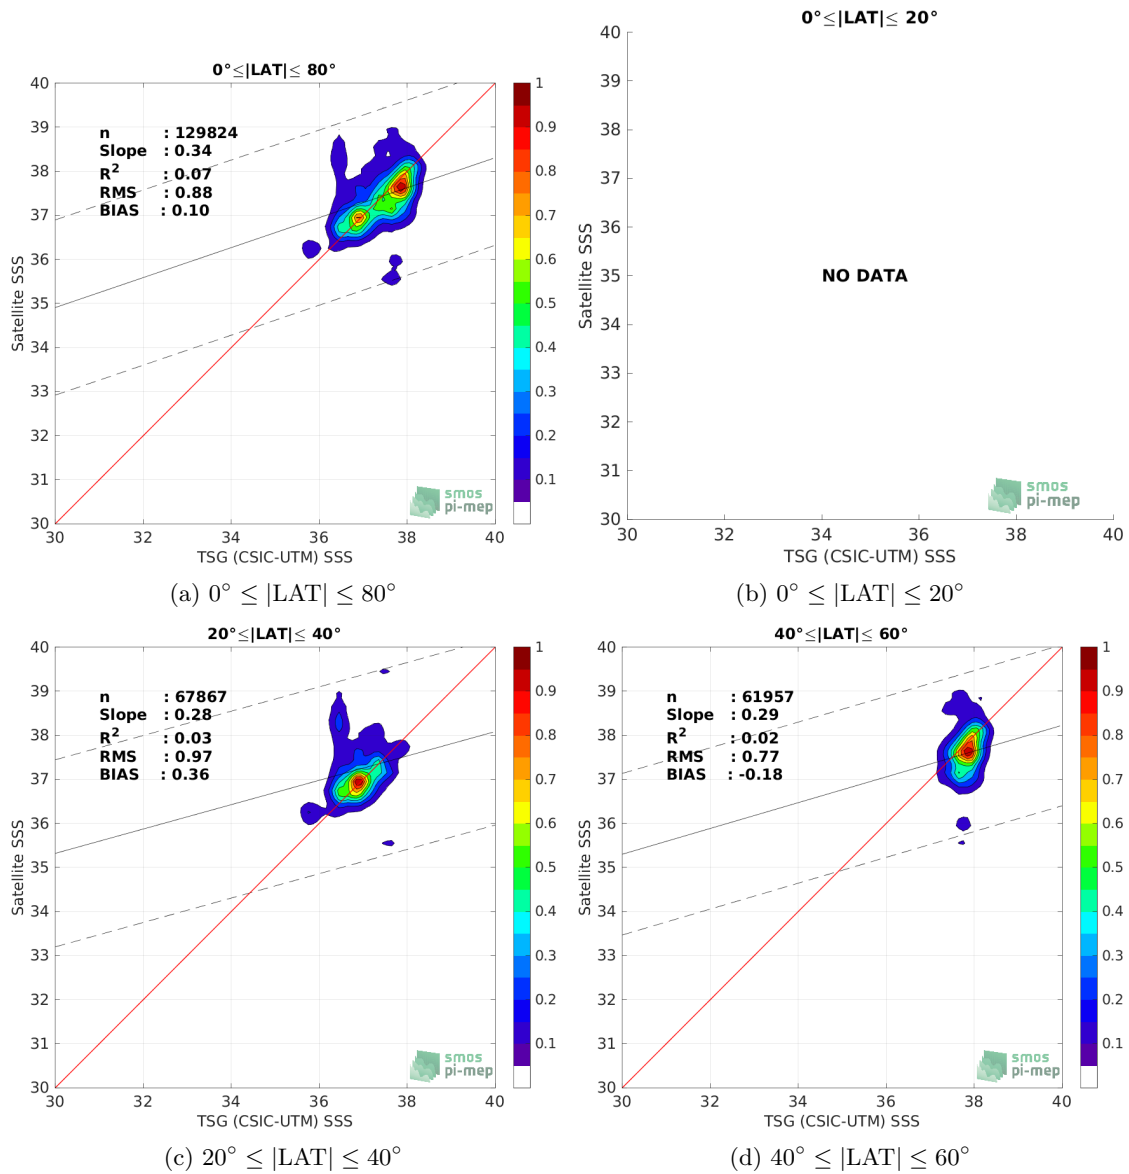 0°≤|LAT|≤ 80°
40
39
38
37
36
35
34
33
32
31
30
Satellite SSS
n : 129824
Slope : 0.34
R² : 0.07
RMS : 0.88
BIAS : 0.10
1
0.9
0.8
0.7
0.6
0.5
0.4
0.3
0.2
0.1
smos
pi-mep
30 32 34 36 38 40
TSG (CSIC-UTM) SSS
(a) 0° ≤ |LAT| ≤ 80°
0°≤|LAT|≤ 20°
40
39
38
37
36
35
34
33
32
31
30
Satellite SSS
NO DATA
smos
pi-mep
30 32 34 36 38 40
TSG (CSIC-UTM) SSS
(b) 0° ≤ |LAT| ≤ 20°
20°≤|LAT|≤ 40°
40
39
38
37
36
35
34
33
32
31
30
Satellite SSS
n : 67867
Slope : 0.28
R² : 0.03
RMS : 0.97
BIAS : 0.36
1
0.9
0.8
0.7
0.6
0.5
0.4
0.3
0.2
0.1
smos
pi-mep
30 32 34 36 38 40
TSG (CSIC-UTM) SSS
(c) 20° ≤ |LAT| ≤ 40°
40°≤|LAT|≤ 60°
40
39
38
37
36
35
34
33
32
31
30
Satellite SSS
n : 61957
Slope : 0.29
R² : 0.02
RMS : 0.77
BIAS : -0.18
1
0.9
0.8
0.7
0.6
0.5
0.4
0.3
0.2
0.1
smos
pi-mep
30 32 34 36 38 40
TSG (CSIC-UTM) SSS
(d) 40° ≤ |LAT| ≤ 60°